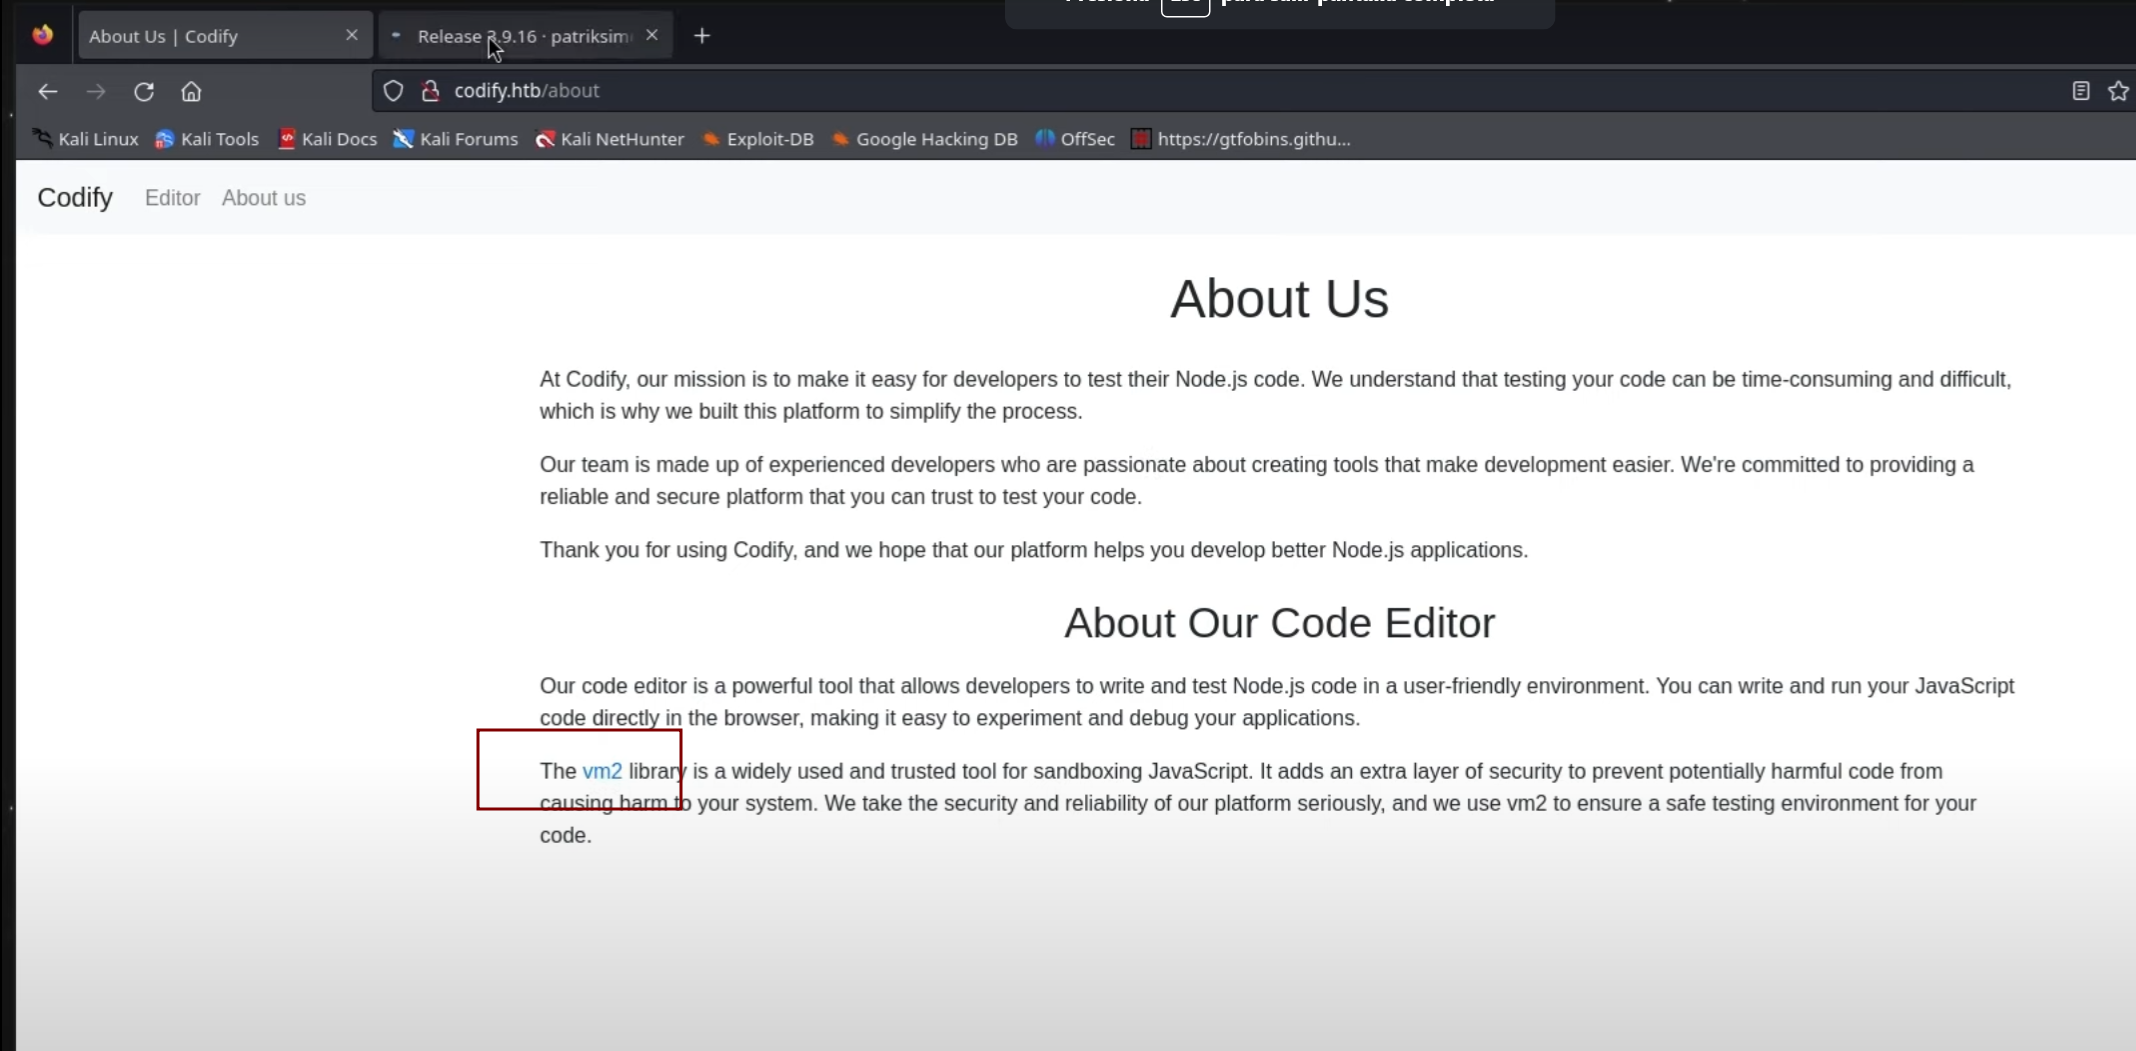 About Us | Codify
Release 3.9.16 · patriksim
codify.htb/about
Kali Linux Kali Tools Kali Docs Kali Forums Kali NetHunter Exploit-DB Google Hacking DB OffSec https://gtfobins.githu...
Codify Editor About us
About Us
At Codify, our mission is to make it easy for developers to test their Node.js code. We understand that testing your code can be time-consuming and difficult,
which is why we built this platform to simplify the process.
Our team is made up of experienced developers who are passionate about creating tools that make development easier. We're committed to providing a
reliable and secure platform that you can trust to test your code.
Thank you for using Codify, and we hope that our platform helps you develop better Node.js applications.
About Our Code Editor
Our code editor is a powerful tool that allows developers to write and test Node.js code in a user-friendly environment. You can write and run your JavaScript
code directly in the browser, making it easy to experiment and debug your applications.
The vm2 library is a widely used and trusted tool for sandboxing JavaScript. It adds an extra layer of security to prevent potentially harmful code from
causing harm to your system. We take the security and reliability of our platform seriously, and we use vm2 to ensure a safe testing environment for your
code.